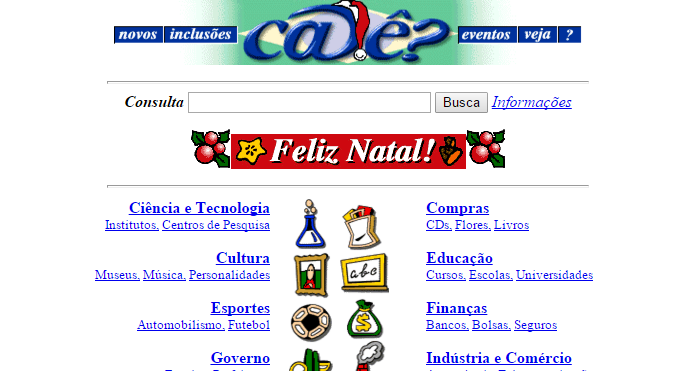 novos inclusões cadê? eventos veja ?
Consulta Busca Informações
Feliz Natal!
Ciência e Tecnologia
Institutos, Centros de Pesquisa
Compras
CDs, Flores, Livros
Cultura
Museus, Música, Personalidades
abc
Educação
Cursos, Escolas, Universidades
Esportes
Automobilismo, Futebol
$
Finanças
Bancos, Bolsas, Seguros
Governo
Indústria e Comércio